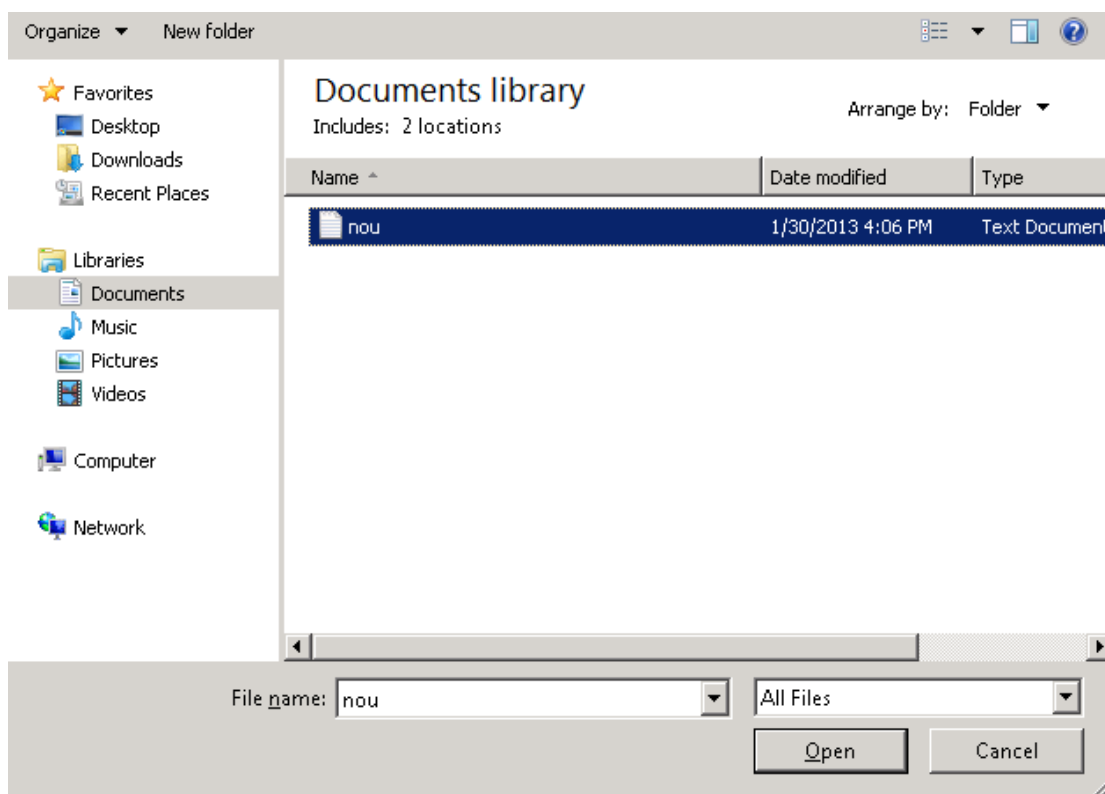 Organize New folder
Favorites
Desktop
Downloads
Recent Places
Libraries
Documents
Music
Pictures
Videos
Computer
Network
Documents library
Includes: 2 locations
Arrange by: Folder
Name Date modified Type
nou 1/30/2013 4:06 PM Text Documen
File name: nou All Files
Open Cancel